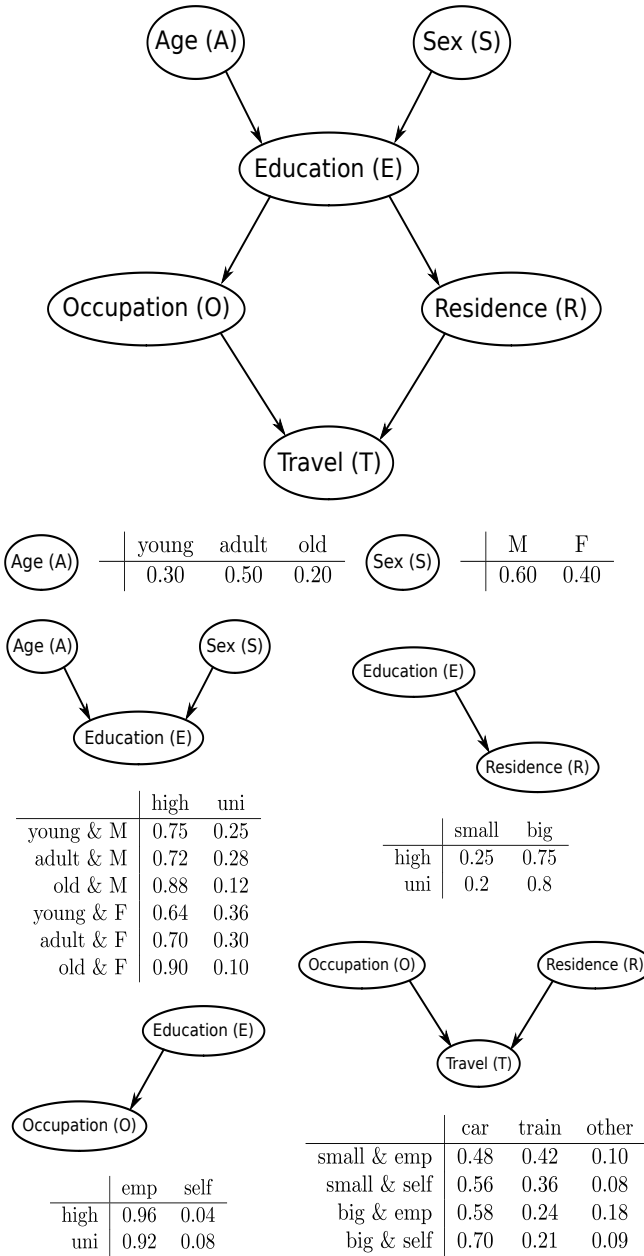 Age (A) Sex (S)
Education (E)
Occupation (O) Residence (R)
Travel (T)
Age (A) young adult old Sex (S) M F
0.30 0.50 0.20 0.60 0.40
Age (A) Sex (S)
Education (E)
high uni
young & M 0.75 0.25
adult & M 0.72 0.28
old & M 0.88 0.12
young & F 0.64 0.36
adult & F 0.70 0.30
old & F 0.90 0.10
Education (E)
Residence (R)
small big
high 0.25 0.75
uni 0.2 0.8
Education (E)
Occupation (O)
emp self
high 0.96 0.04
uni 0.92 0.08
Occupation (O) Residence (R)
Travel (T)
car train other
small & emp 0.48 0.42 0.10
small & self 0.56 0.36 0.08
big & emp 0.58 0.24 0.18
big & self 0.70 0.21 0.09